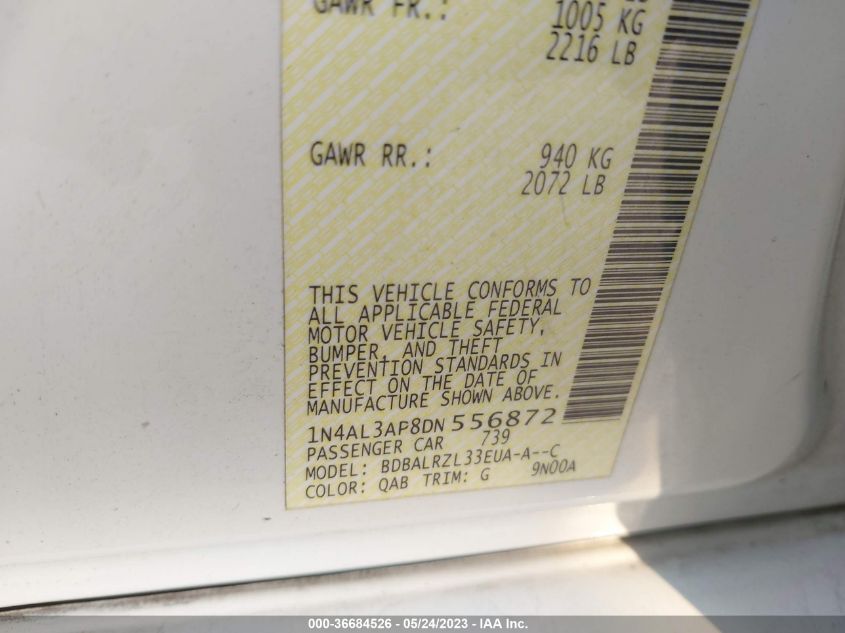 GAWR FR.: 1005 KG
2216 LB
GAWR RR.: 940 KG
2072 LB
THIS VEHICLE CONFORMS TO
ALL APPLICABLE FEDERAL
MOTOR VEHICLE SAFETY,
BUMPER, AND THEFT
PREVENTION STANDARDS IN
EFFECT ON THE DATE OF
MANUFACTURE SHOWN ABOVE.
1N4AL3AP8DN 556872
PASSENGER CAR 739
MODEL: BDBALRZL33EUA-A--C
COLOR: QAB TRIM: G 9N00A
000-36684526 - 05/24/2023 - IAA Inc.